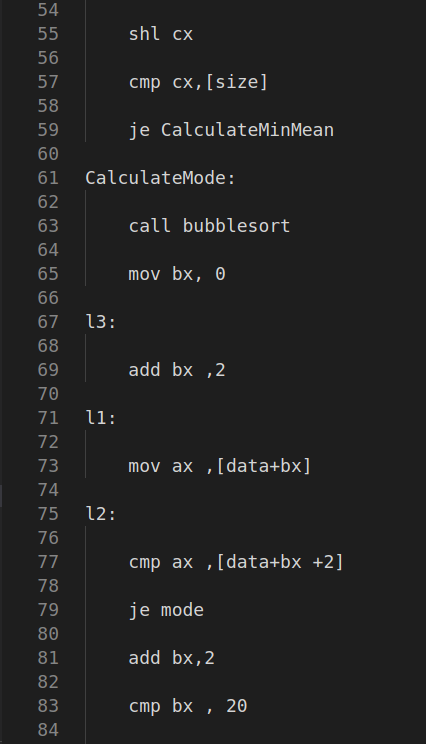 54
55 shl cx
56
57 cmp cx,[size]
58
59 je CalculateMinMean
60
61 CalculateMode:
62
63 call bubblesort
64
65 mov bx, 0
66
67 l3:
68
69 add bx ,2
70
71 l1:
72
73 mov ax ,[data+bx]
74
75 l2:
76
77 cmp ax ,[data+bx +2]
78
79 je mode
80
81 add bx,2
82
83 cmp bx , 20
84